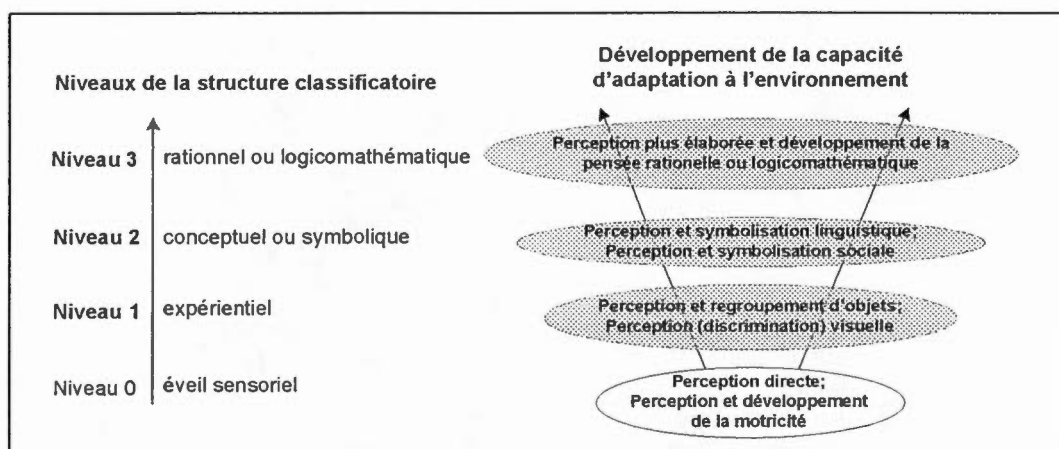 Niveaux de la structure classificatoire
Développement de la capacité
d'adaptation à l'environnement
Niveau 3
rationnel ou logicomathématique
Perception plus élaborée et développement de la
pensée rationelle ou logicomathématique
Niveau 2
conceptuel ou symbolique
Perception et symbolisation linguistique;
Perception et symbolisation sociale
Niveau 1
expérientiel
Perception et regroupement d'objets;
Perception (discrimination) visuelle
Niveau 0
éveil sensoriel
Perception directe;
Perception et développement
de la motricité